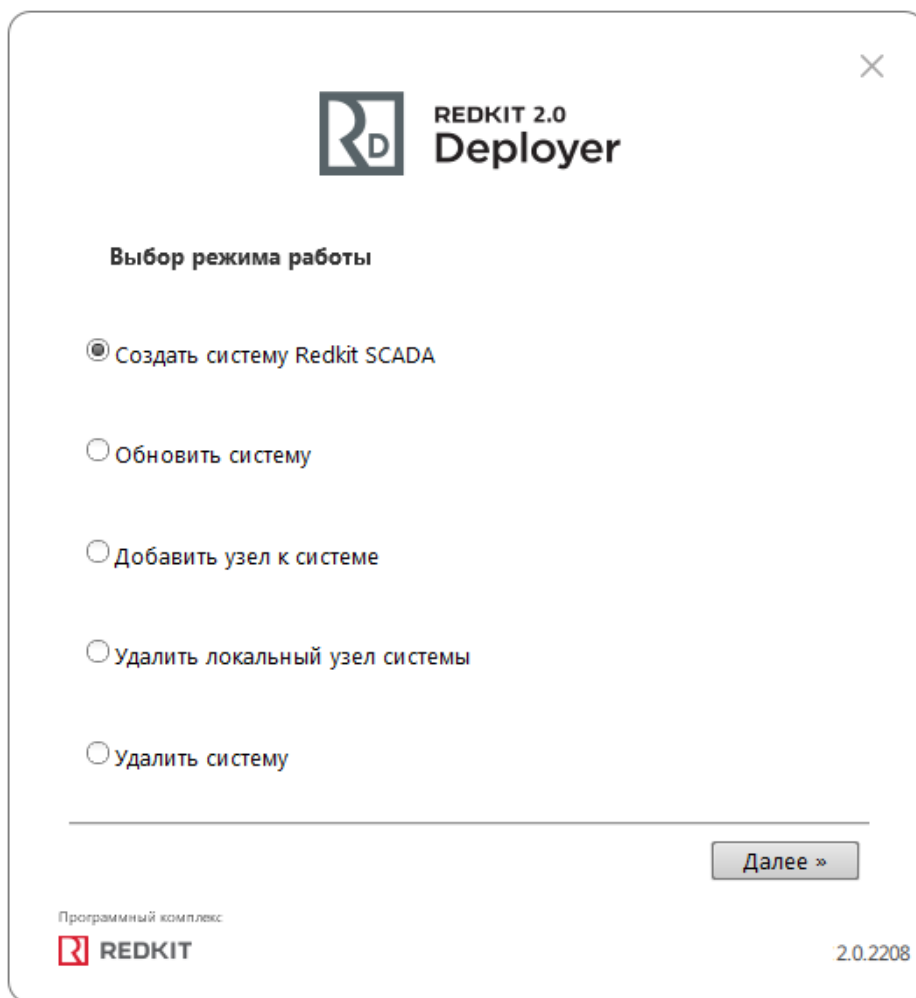 RD
REDKIT 2.0
Deployer
Выбор режима работы
Создать систему Redkit SCADA
Обновить систему
Добавить узел к системе
Удалить локальный узел системы
Удалить систему
Далее »
Программный комплекс
REDKIT
2.0.2208